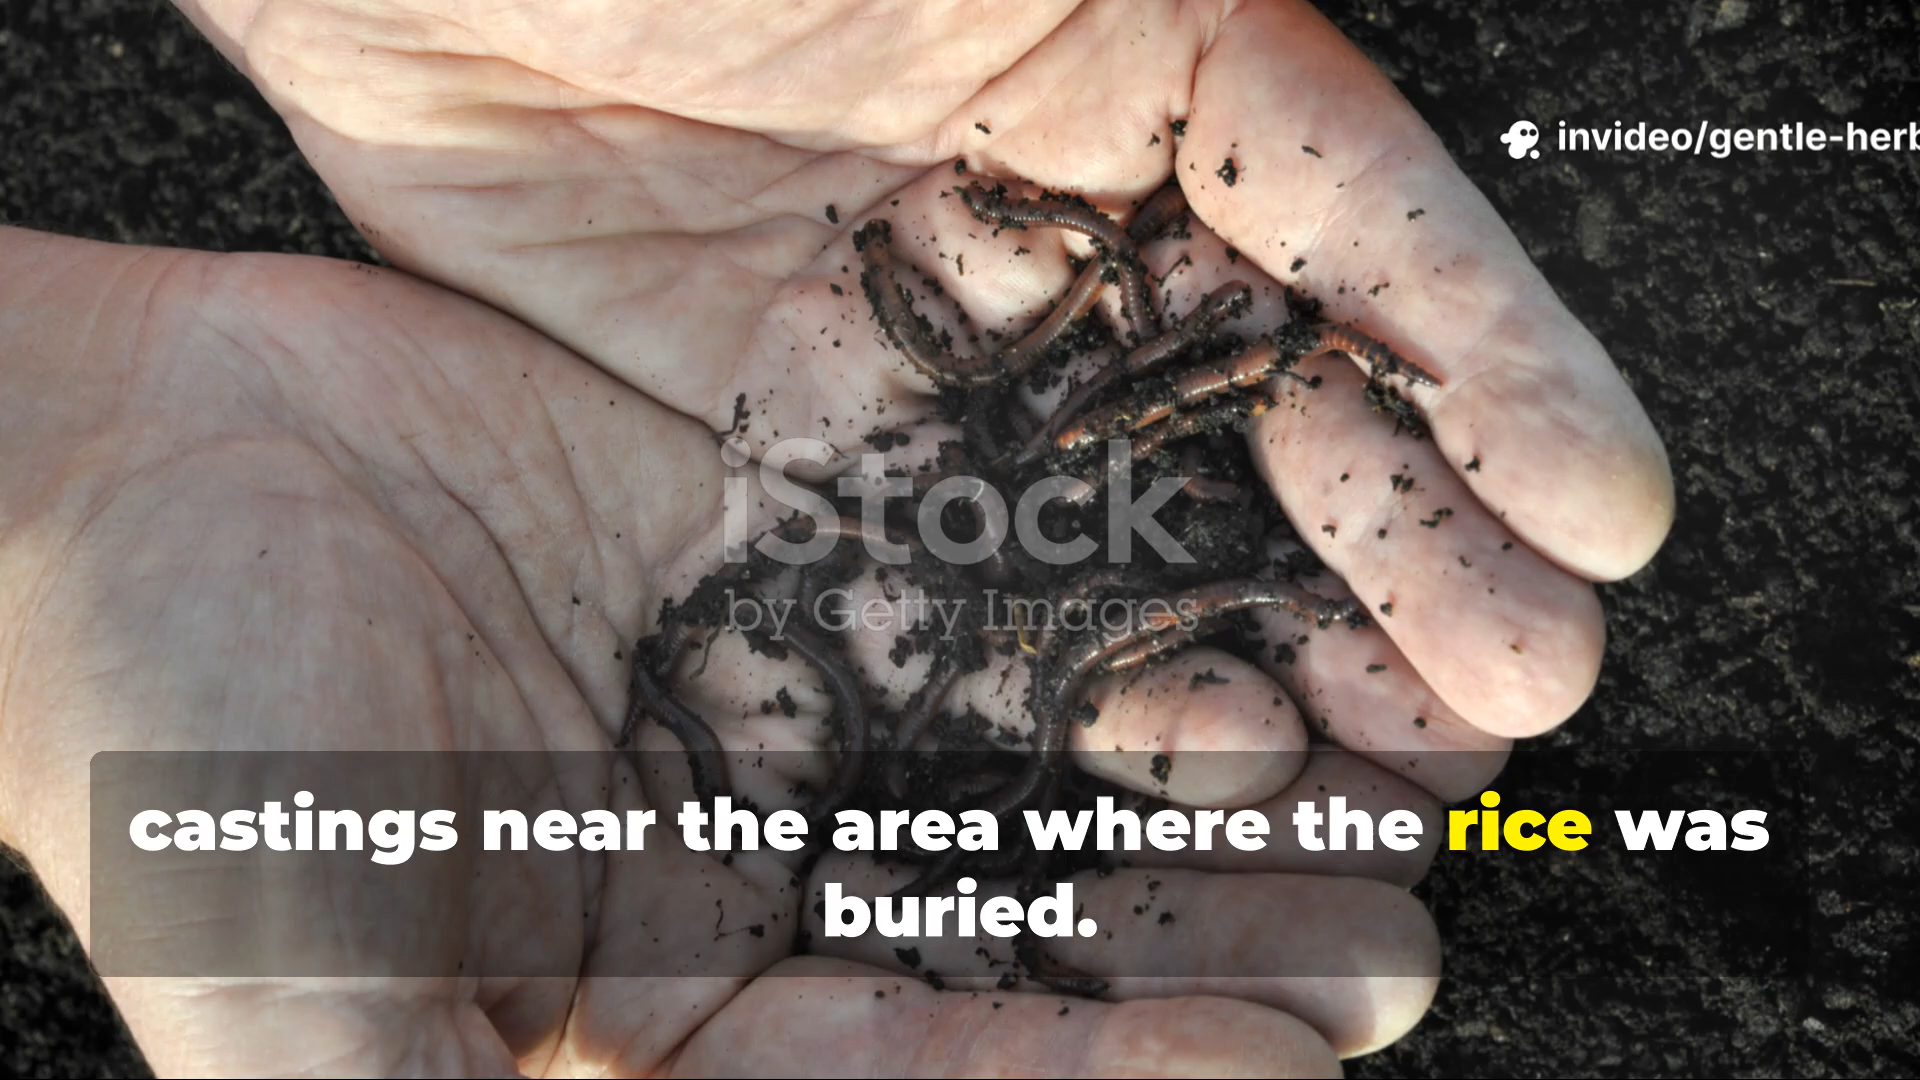 invideo/gentle-herb
iStock
by Getty Images
castings near the area where the rice was
buried.